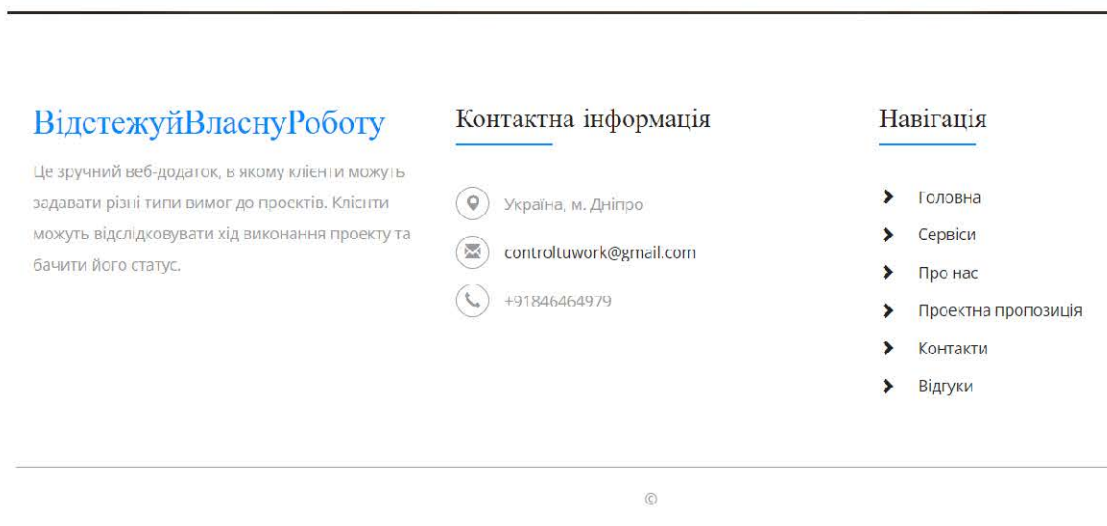 ВідстежуйВласнуРоботу
Це зручний веб-додаток, в якому клієнти можуть
задавати різні типи вимог до проєктів. Клієнти
можуть відслідковувати хід виконання проекту та
бачити його статус.
Контактна інформація
Україна, м. Дніпро
controltuwork@gmail.com
+91846464979
Навігація
Головна
Сервіси
Про нас
Проектна пропозиція
Контакти
Відгуки
©